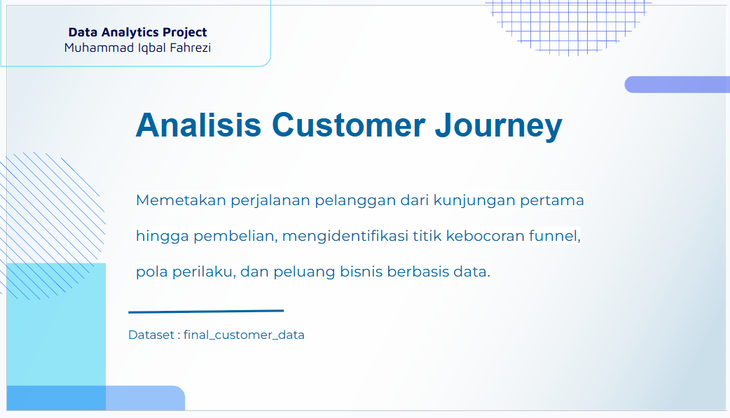 Data Analytics Project
Muhammad Iqbal Fahrezi
Analisis Customer Journey
Memetakan perjalanan pelanggan dari kunjungan pertama
hingga pembelian, mengidentifikasi titik kebocoran funnel,
pola perilaku, dan peluang bisnis berbasis data.
Dataset : final_customer_data